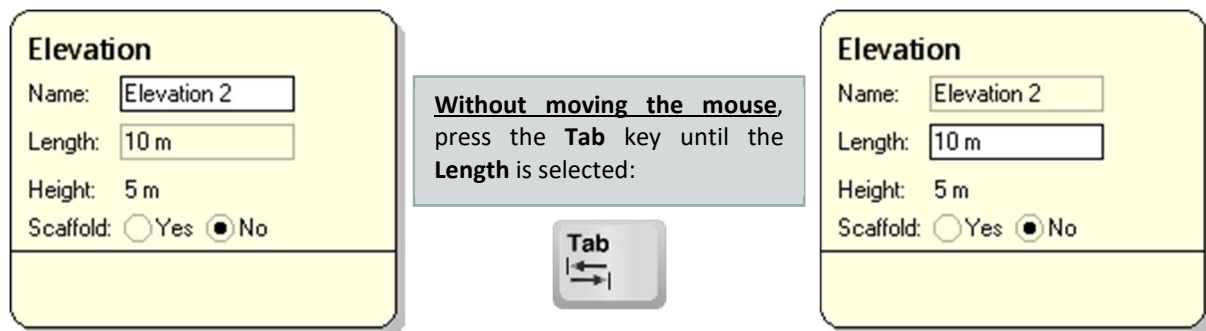 Elevation
Name: Elevation 2
Length: 10 m
Height: 5 m
Scaffold: Yes No
Without moving the mouse,
press the Tab key until the
Length is selected:
Tab
Elevation
Name: Elevation 2
Length: 10 m
Height: 5 m
Scaffold: Yes No